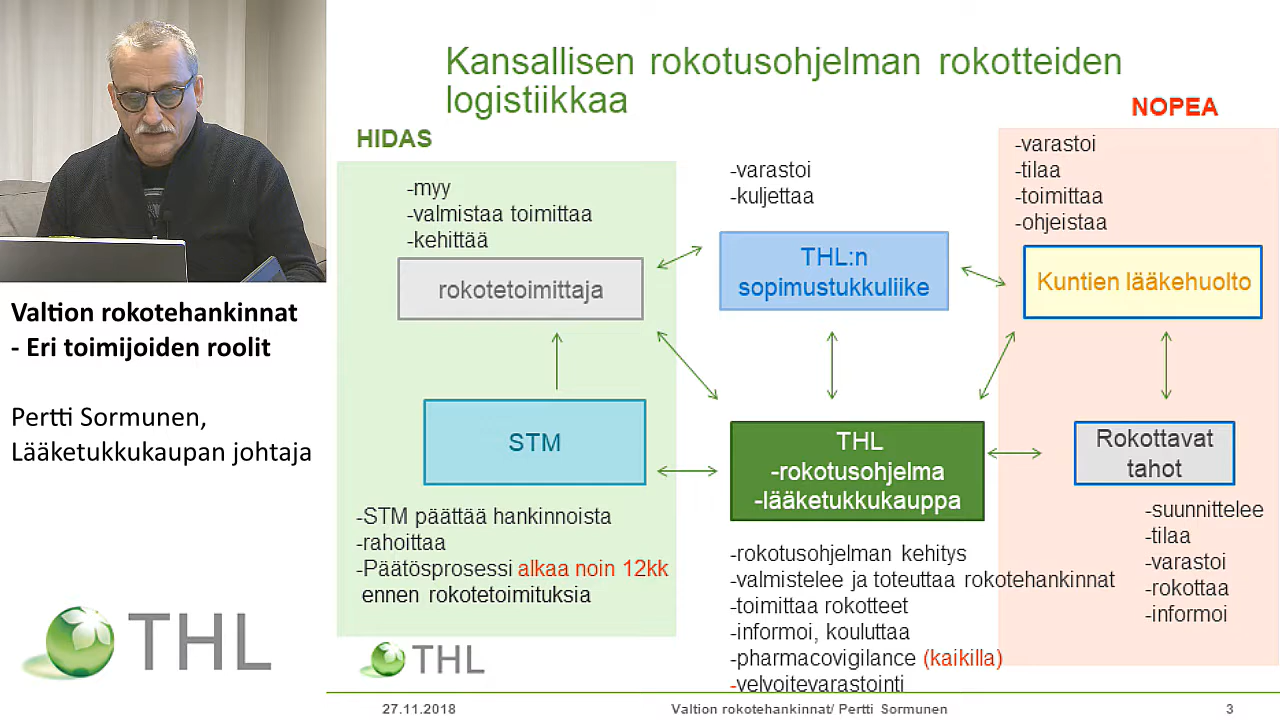 Kansallisen rokotusohjelman rokotteiden
logistiikkaa
HIDAS
NOPEA
-myy
-valmistaa toimittaa
-kehittää
rokotetoimittaja
-varastoi
-kuljettaa
THL:n
sopimustukkuliike
-varastoi
-tilaa
-toimittaa
-ohjeistaa
Kuntien lääkehuolto
STM
-STM päättää hankinnoista
-rahoittaa
-Päätösprosessi alkaa noin 12kk
ennen rokotetoimituksia
THL
-rokotusohjelma
-lääketukkukauppa
-rokotusohjelman kehitys
-valmistelee ja toteuttaa rokotehankinnat
-toimittaa rokotteet
-informoi, kouluttaa
-pharmacovigilance (kaikilla)
-velvoitevarastointi
Rokottavat
tahot
-suunnittelee
-tilaa
-varastoi
-rokottaa
-informoi
Valtion rokotehankinnat
- Eri toimijoiden roolit
Pertti Sormunen,
Lääketukkukaupan johtaja
THL
THL
27.11.2018
Valtion rokotehankinnat/ Pertti Sormunen
3